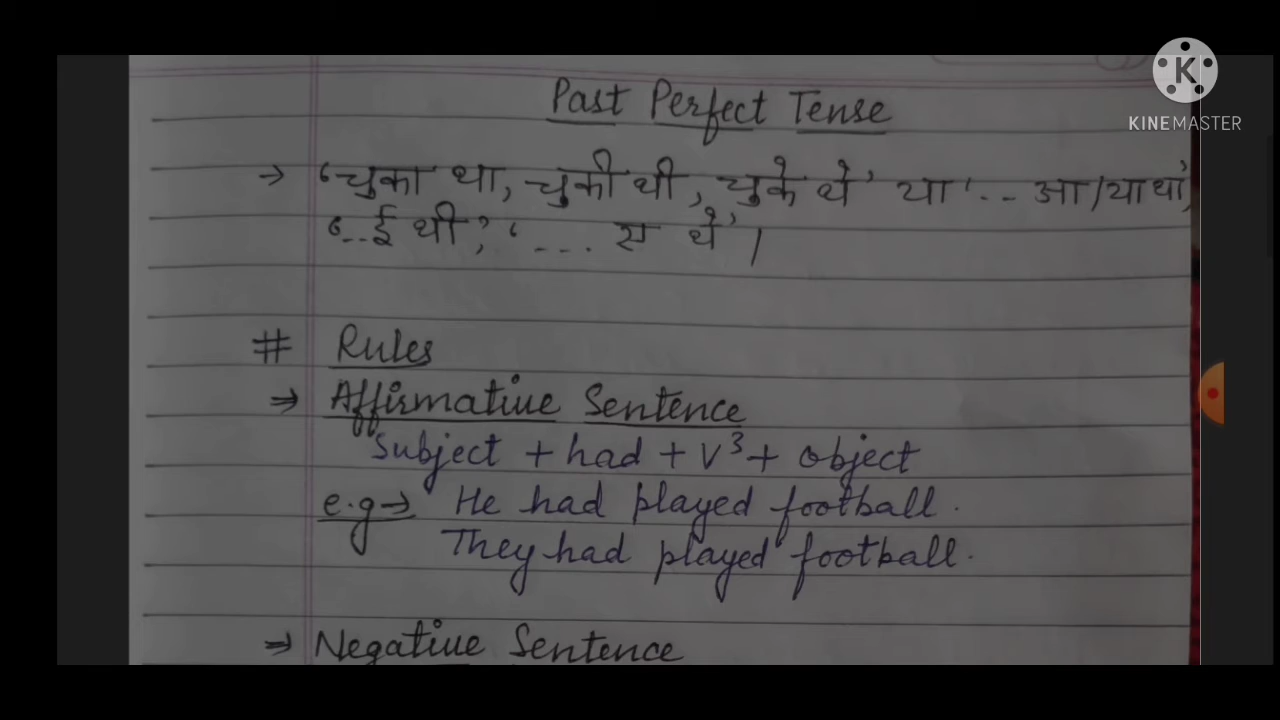 KINEMASTER
Past Perfect Tense
→ 'चुका था, चुकी थी, चुके थे' या '... आ/या था',
'...ई थी', '.... स थे'।
# Rules
⇒ Affirmative Sentence
Subject + had + V³ + object
e.g → He had played football.
They had played football.
⇒ Negative Sentence